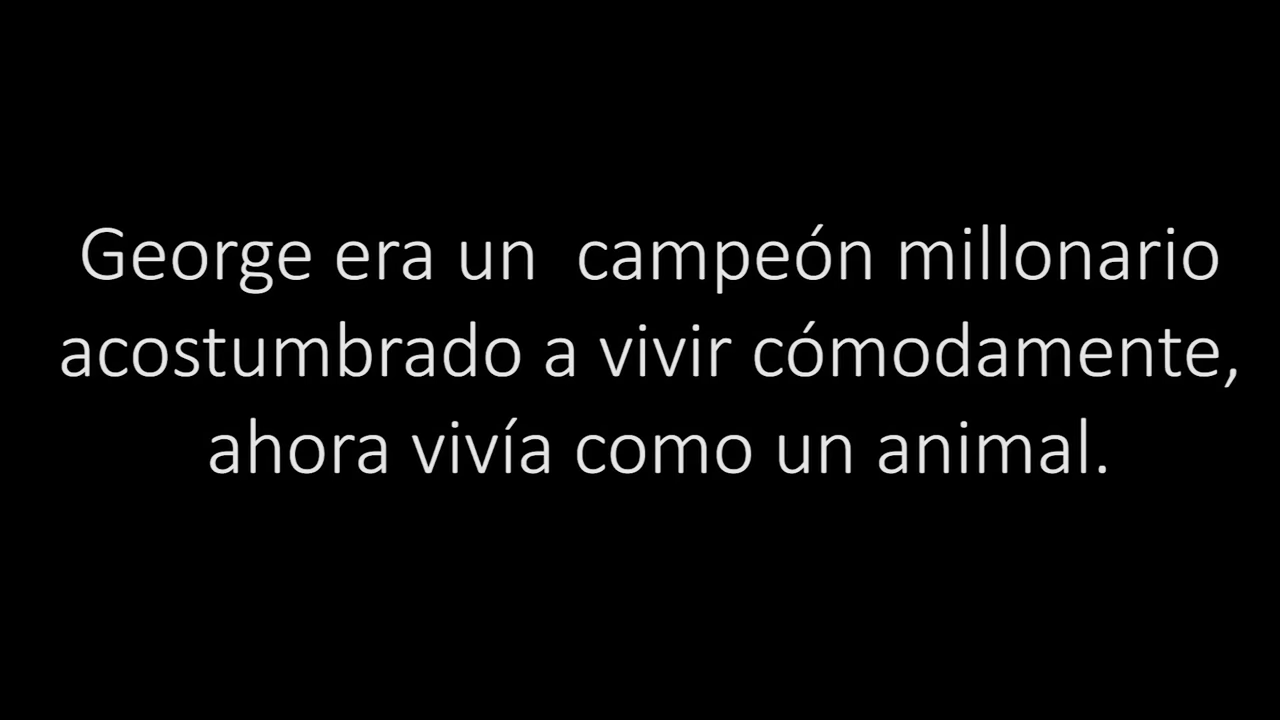 George era un  campeón millonario
acostumbrado a vivir cómodamente,
ahora vivía como un animal.